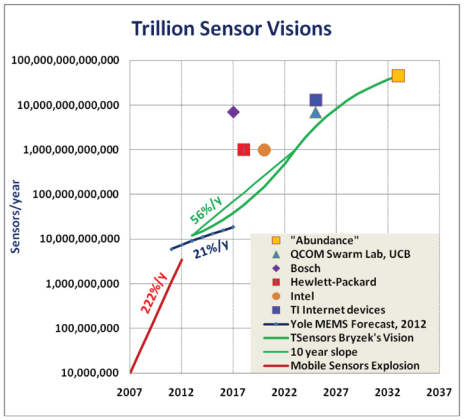 Trillion Sensor Visions
Sensors/year
100,000,000,000,000
10,000,000,000,000
1,000,000,000,000
100,000,000,000
10,000,000,000
1,000,000,000
100,000,000
10,000,000
56%/y
21%/y
222%/y
"Abundance"
QCOM Swarm Lab, UCB
Bosch
Hewlett-Packard
Intel
TI Internet devices
Yole MEMS Forecast, 2012
TSensors Bryzek's Vision
10 year slope
Mobile Sensors Explosion
2007 2012 2017 2022 2027 2032 2037